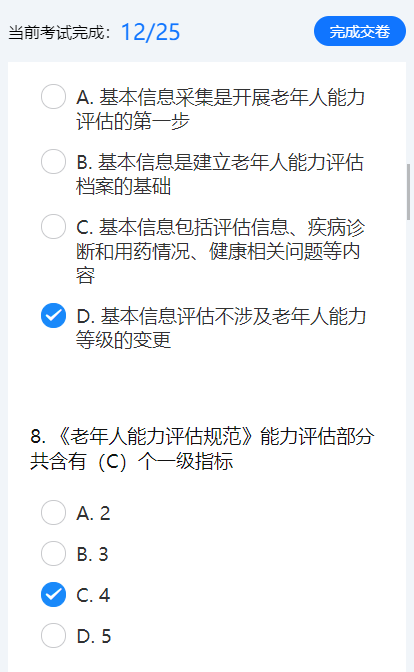 当前考试完成：12/25
完成交卷
A. 基本信息采集是开展老年人能力
评估的第一步
B. 基本信息是建立老年人能力评估
档案的基础
C. 基本信息包括评估信息、疾病诊
断和用药情况、健康相关问题等内
容
D. 基本信息评估不涉及老年人能力
等级的变更
8. 《老年人能力评估规范》能力评估部分
共含有（C）个一级指标
A. 2
B. 3
C. 4
D. 5